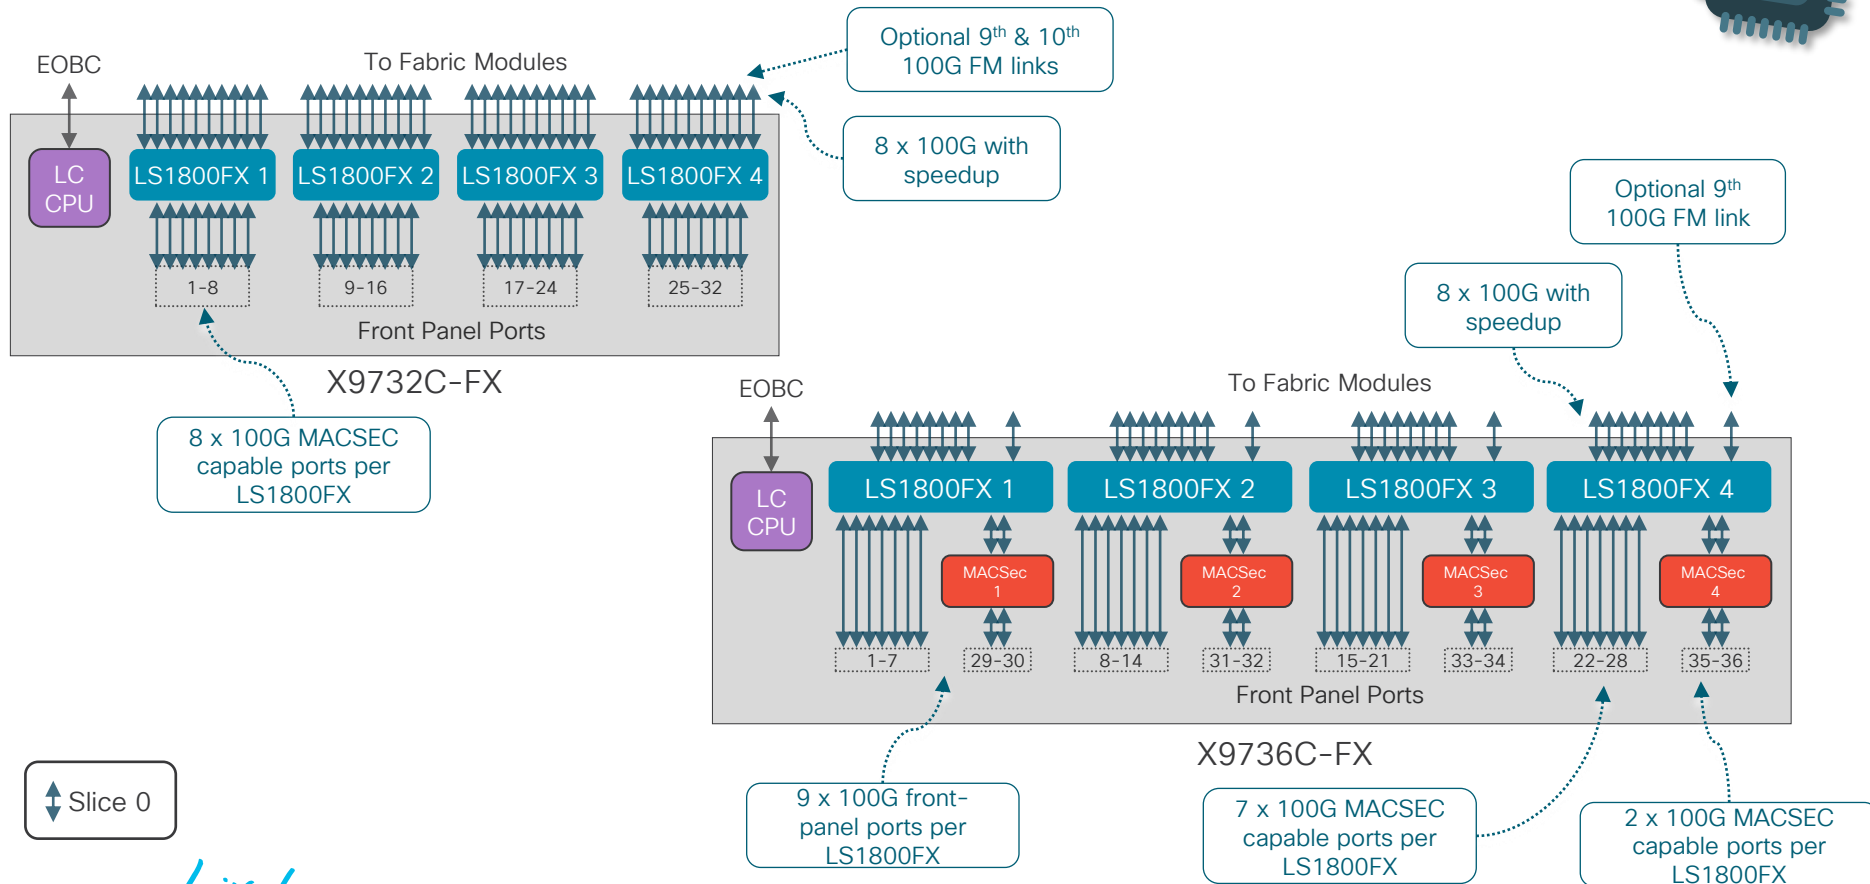 EOBC
To Fabric Modules
Optional 9th & 10th
100G FM links
8 x 100G with
speedup
LC
CPU
LS1800FX 1
LS1800FX 2
LS1800FX 3
LS1800FX 4
1-8
9-16
17-24
25-32
Front Panel Ports
X9732C-FX
8 x 100G MACSEC
capable ports per
LS1800FX
Optional 9th
100G FM link
8 x 100G with
speedup
EOBC
To Fabric Modules
LC
CPU
LS1800FX 1
LS1800FX 2
LS1800FX 3
LS1800FX 4
MACSec
1
MACSec
2
MACSec
3
MACSec
4
1-7
29-30
8-14
31-32
15-21
33-34
22-28
35-36
Front Panel Ports
X9736C-FX
9 x 100G front-
panel ports per
LS1800FX
7 x 100G MACSEC
capable ports per
LS1800FX
2 x 100G MACSEC
capable ports per
LS1800FX
Slice 0